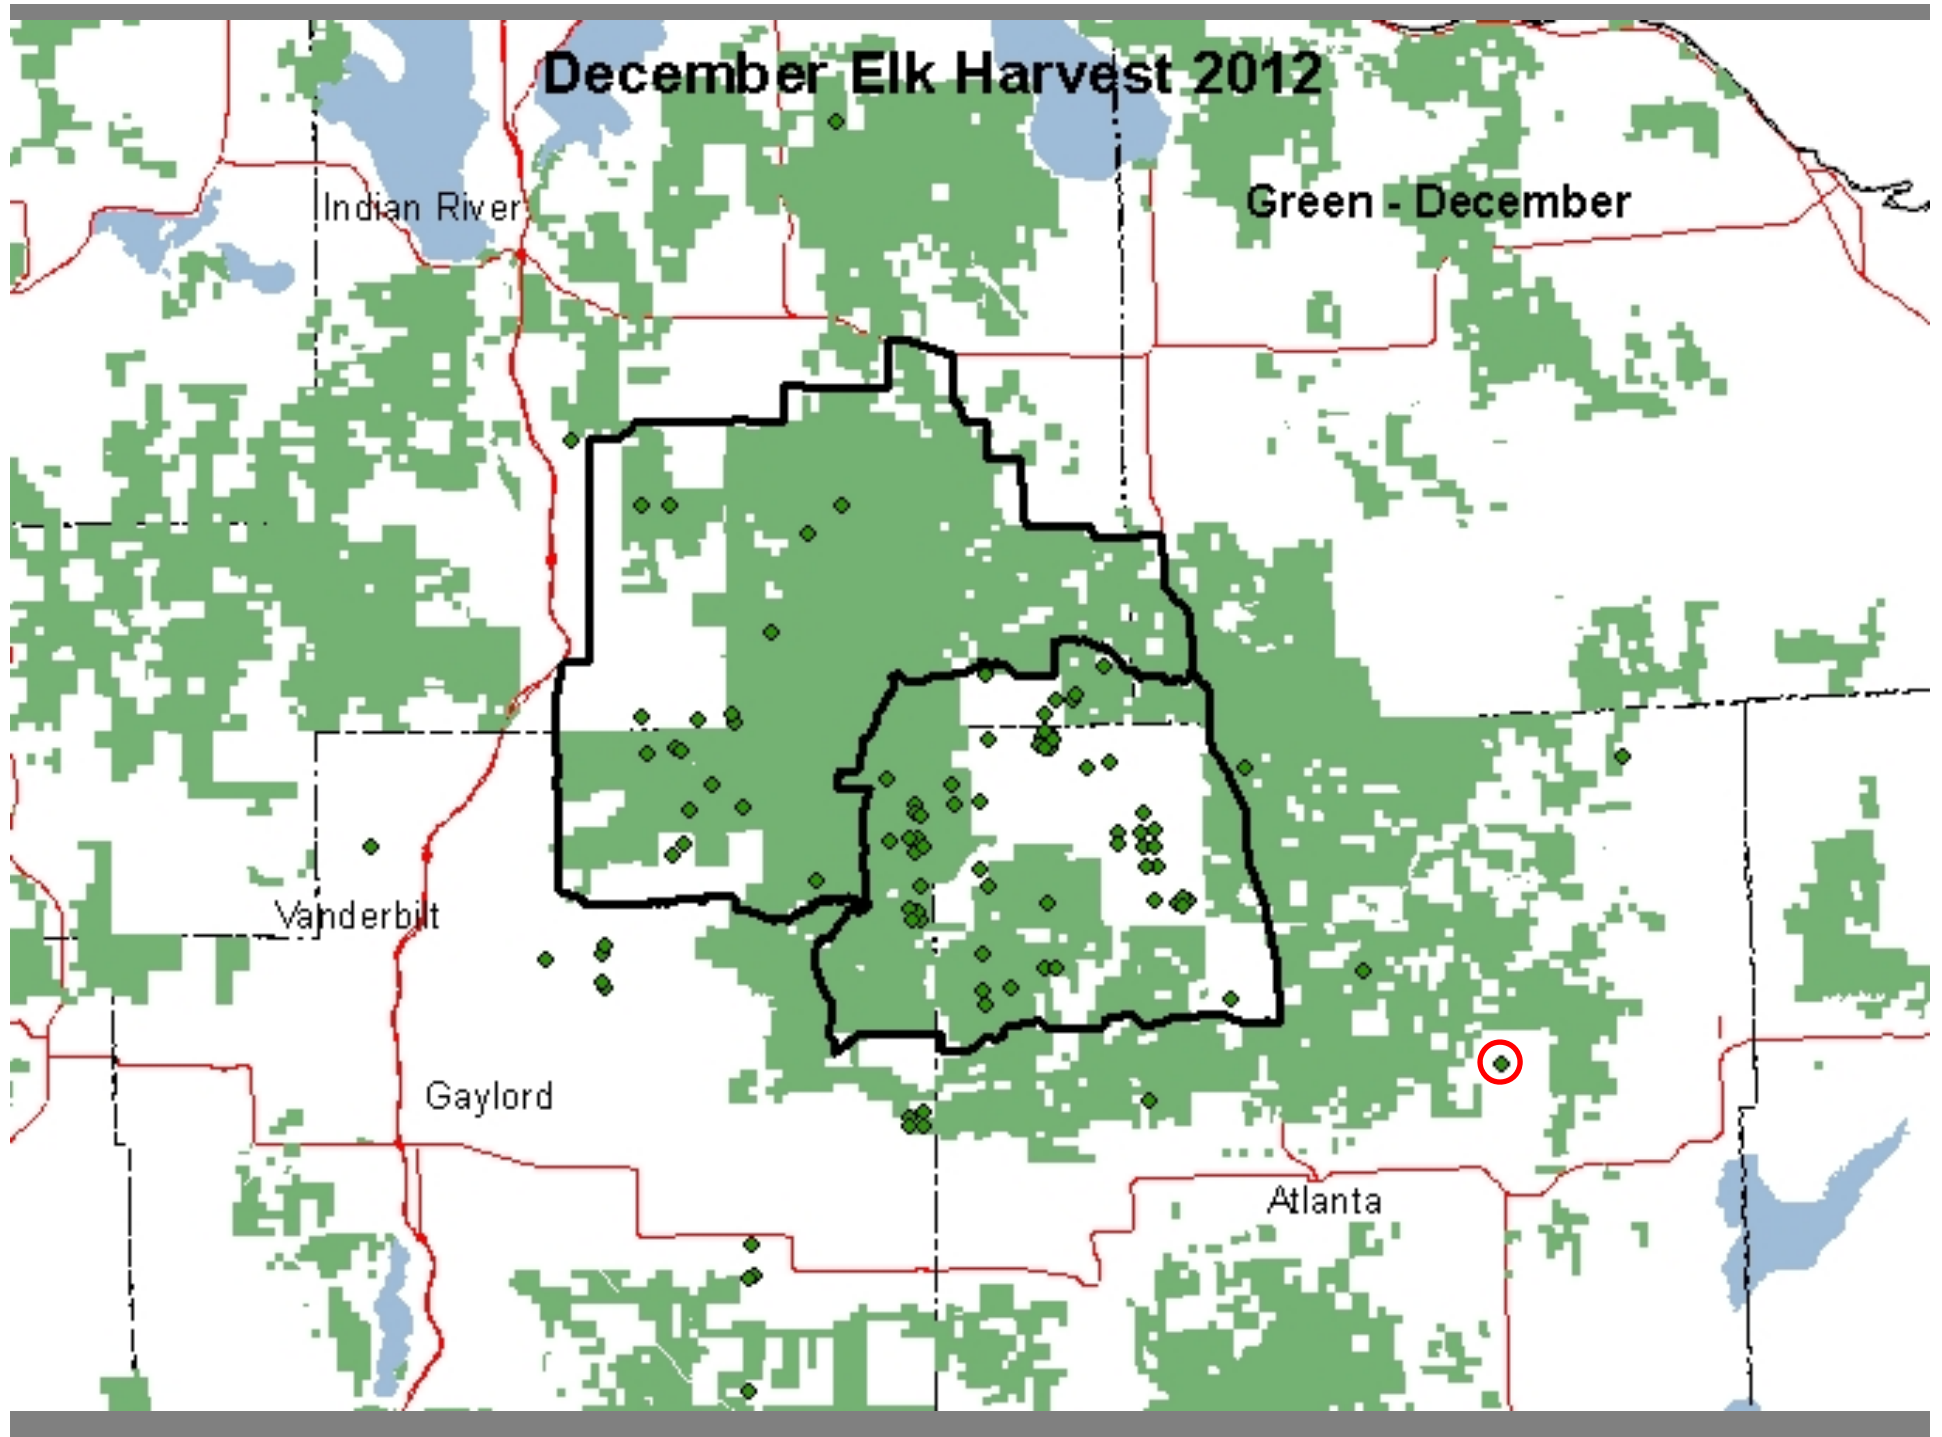 December Elk Harvest 2012
Indian River
Green - December
Vanderbilt
Gaylord
Atlanta